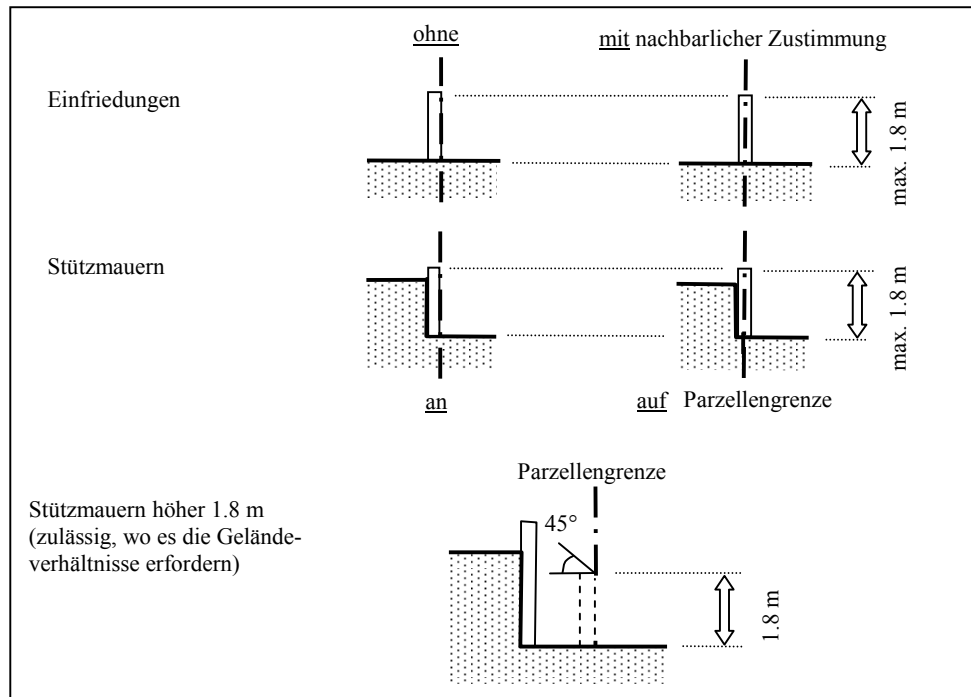 ohne
mit nachbarlicher Zustimmung
Einfriedungen
max. 1.8 m
Stützmauern
max. 1.8 m
an
auf Parzellengrenze
Parzellengrenze
Stützmauern höher 1.8 m
(zulässig, wo es die Gelände-
verhältnisse erfordern)
45°
1.8 m